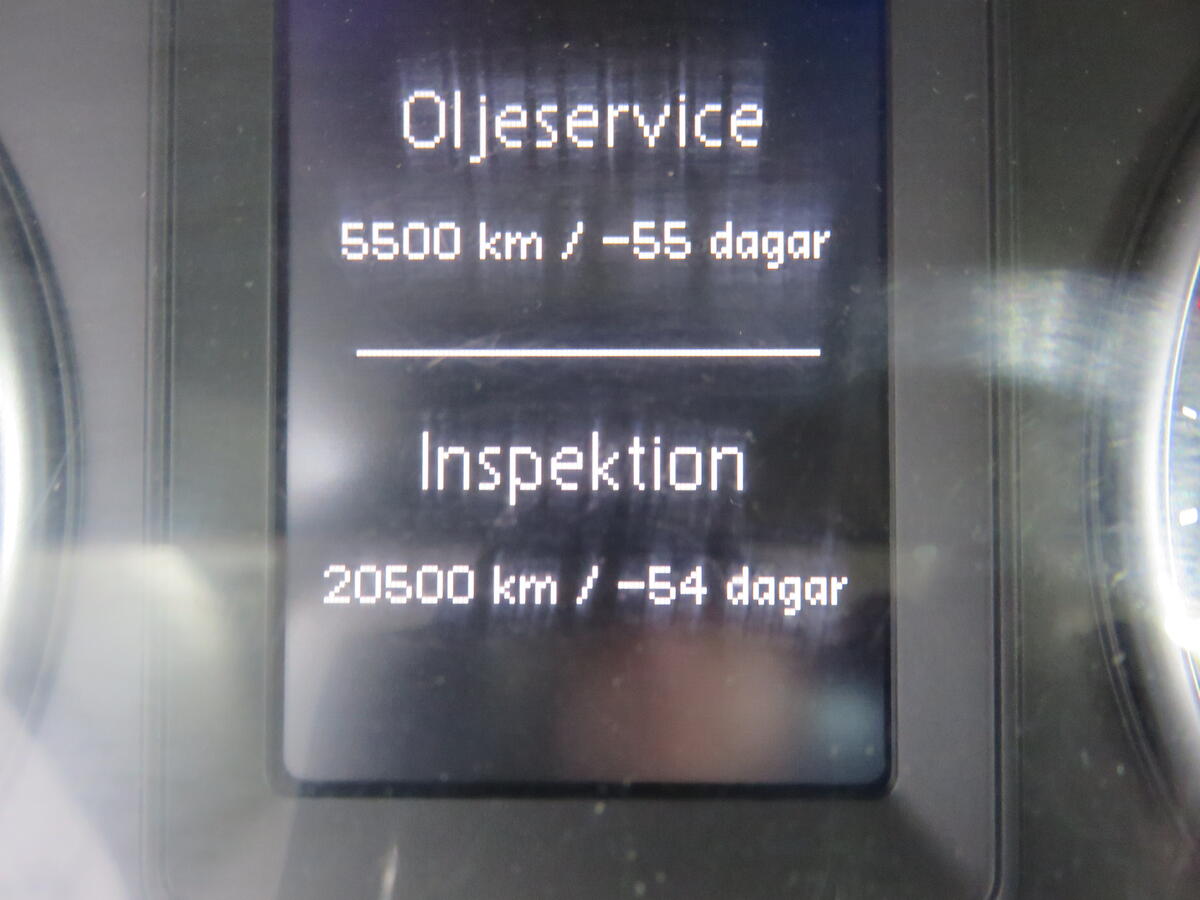 Oljeservice
5500 km / -55 dagar
Inspektion
20500 km / -54 dagar